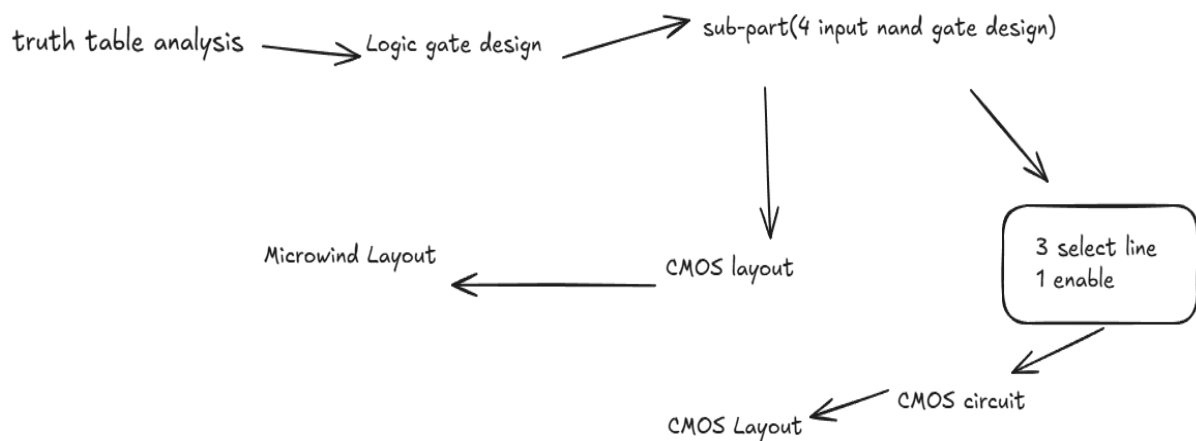 truth table analysis
Logic gate design
sub-part(4 input nand gate design)
Microwind Layout
CMOS layout
3 select line
1 enable
CMOS circuit
CMOS Layout